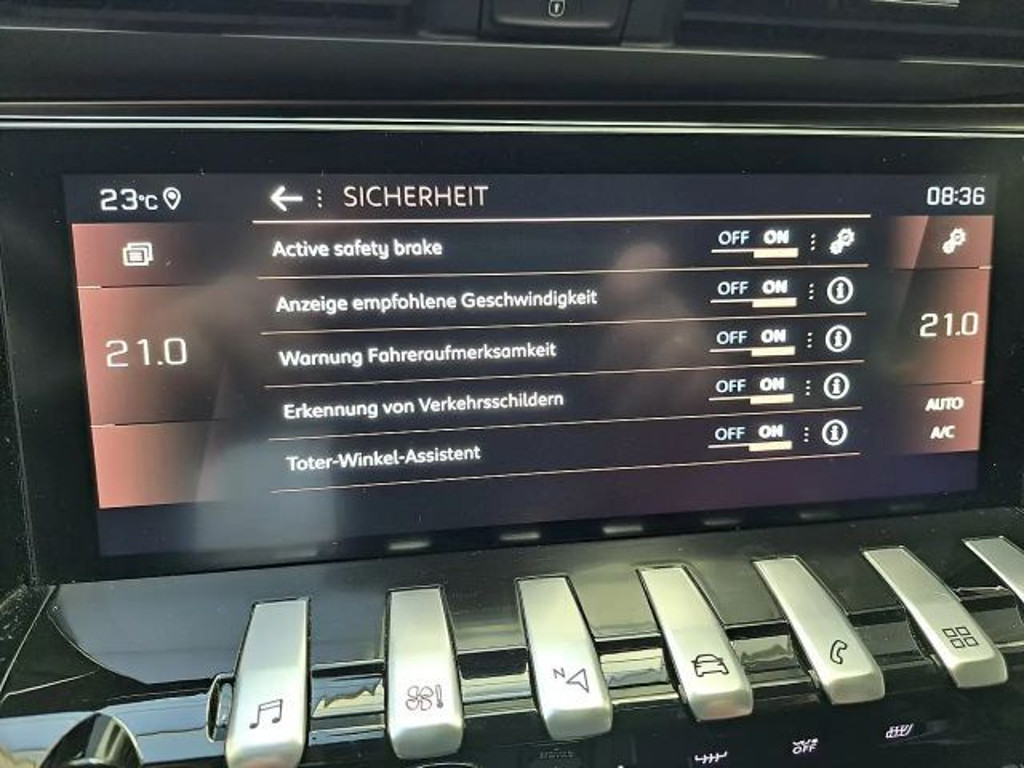 23°C SICHERHEIT 08:36
Active safety brake OFF ON
Anzeige empfohlene Geschwindigkeit OFF ON
21.0 Warnung Fahreraufmerksamkeit OFF ON 21.0
Erkennung von Verkehrsschildern OFF ON AUTO
Toter-Winkel-Assistent OFF ON A/C
N
OFF